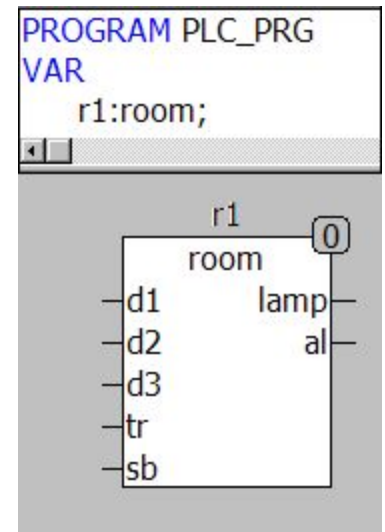 PROGRAM PLC_PRG
VAR
r1:room;
r1
0
room
d1 lamp
d2 al
d3
tr
sb